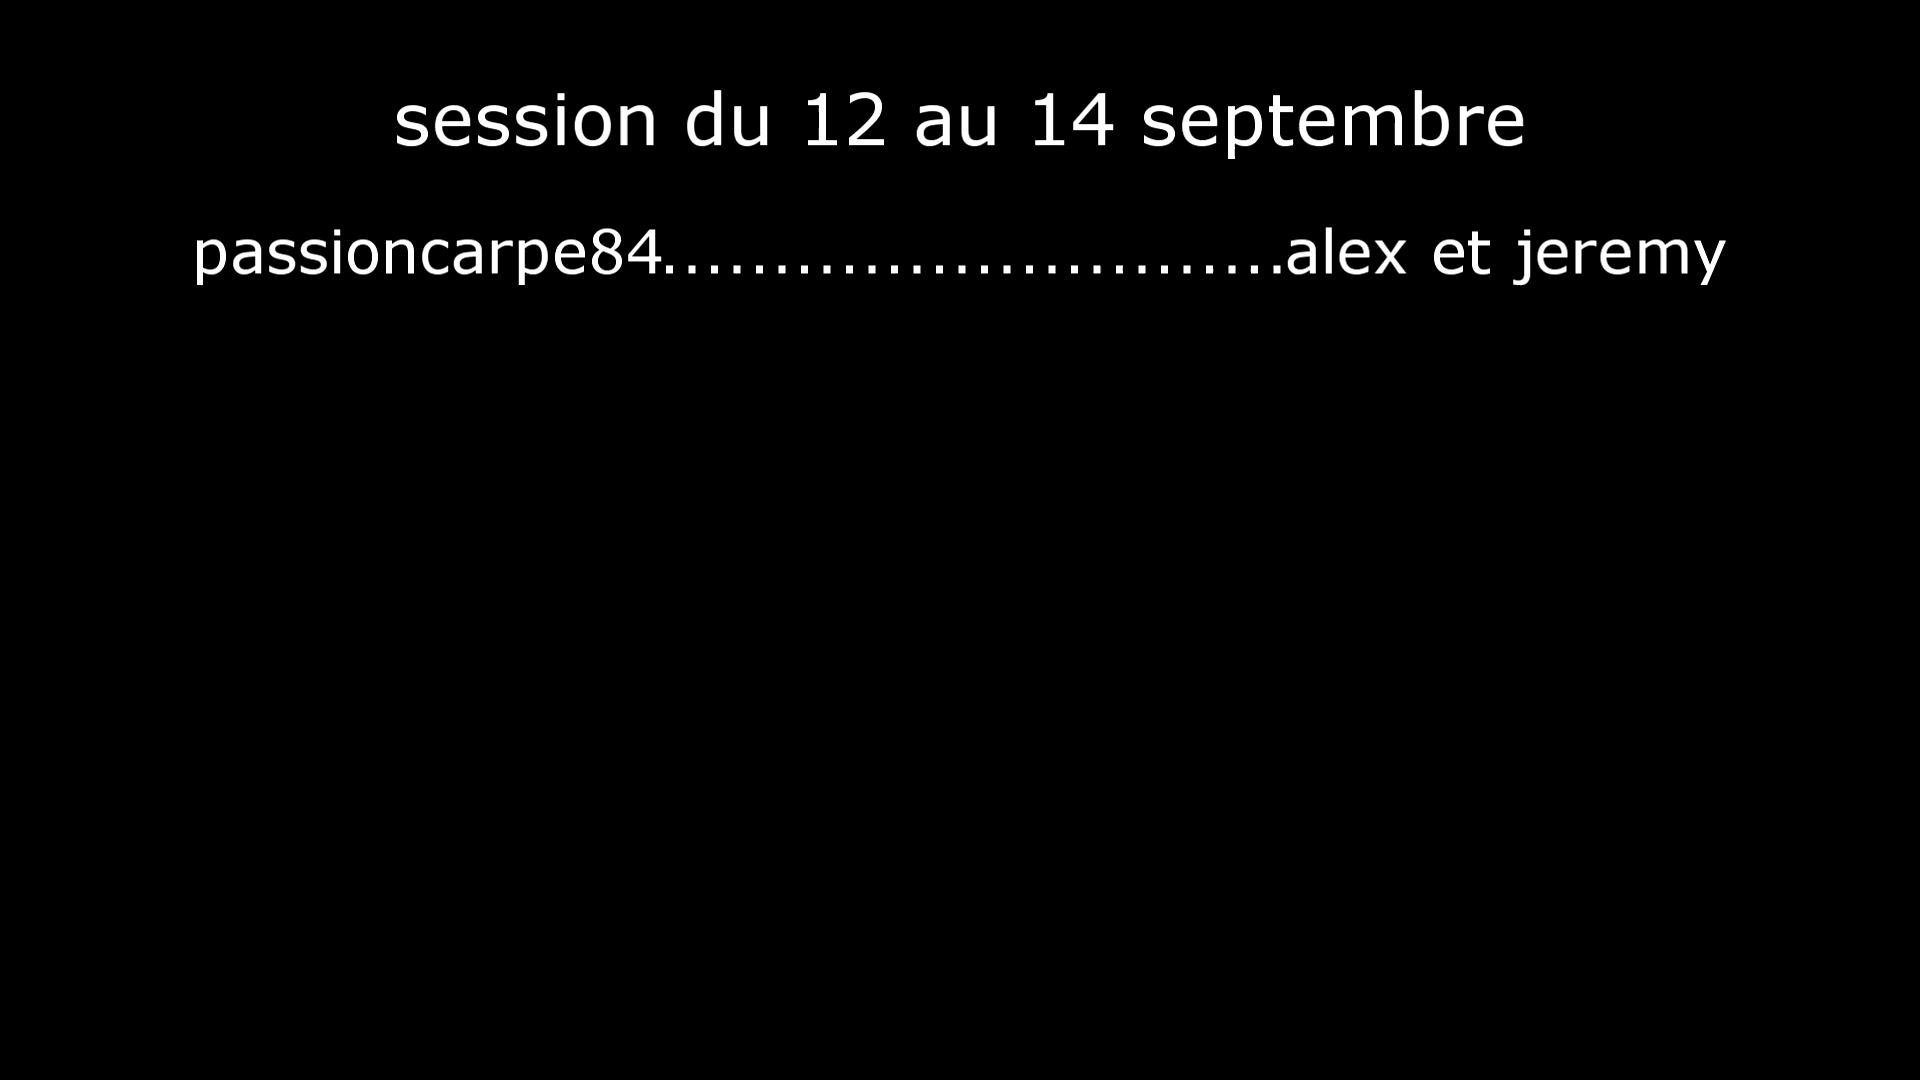 session du 12 au 14 septembre
passioncarpe84............................alex et jeremy